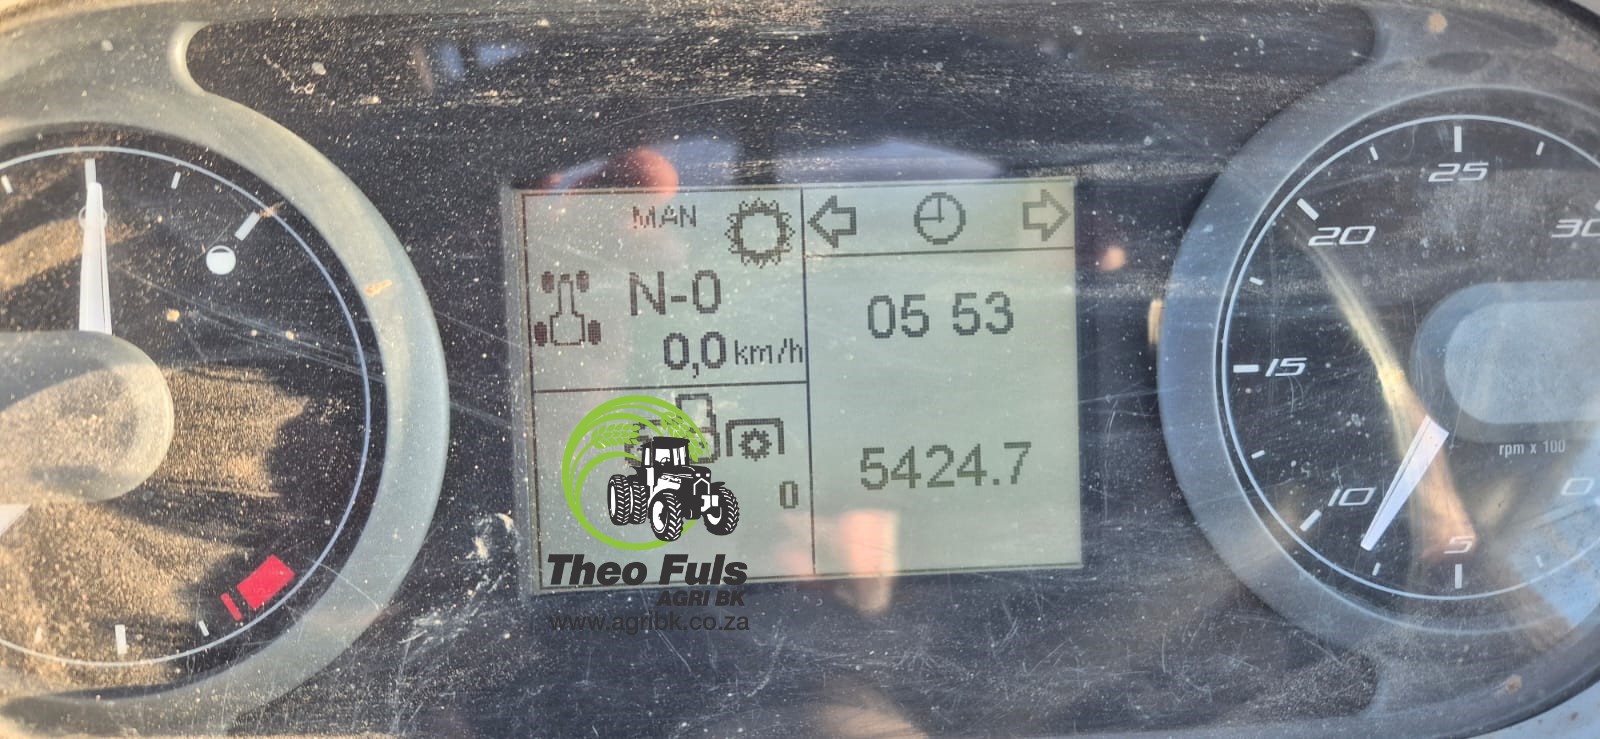 MAN
N-0
0,0 km/h
0
05 53
5424.7
Theo Fuls
AGRI BK
www.agribk.co.za
25
20
30
15
10
5
0
rpm x 100